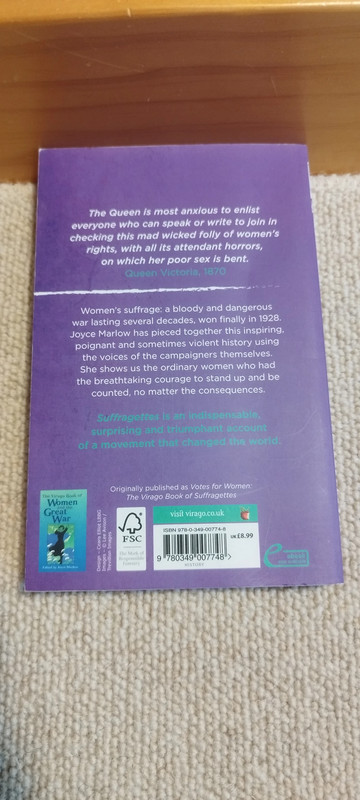 The Queen is most anxious to enlist
everyone who can speak or write to join in
checking this mad wicked folly of women's
rights, with all its attendant horrors,
on which her poor sex is bent.
Queen Victoria, 1870
Women's suffrage: a bloody and dangerous
war lasting several decades, won finally in 1928.
Joyce Marlow has pieced together this inspiring,
poignant and sometimes violent history using
the voices of the campaigners themselves.
She shows us the ordinary women who had
the breathtaking courage to stand up and be
counted, no matter the consequences.
Suffragettes is an indispensable,
surprising and triumphant account
of a movement that changed the world.
Originally published as Votes for Women:
The Virago Book of Suffragettes
The Virago Book of
Women
Great
War
visit virago.co.uk
FSC
ISBN 978-0-349-00774-8
UK £8.99
9 780349 007748 >